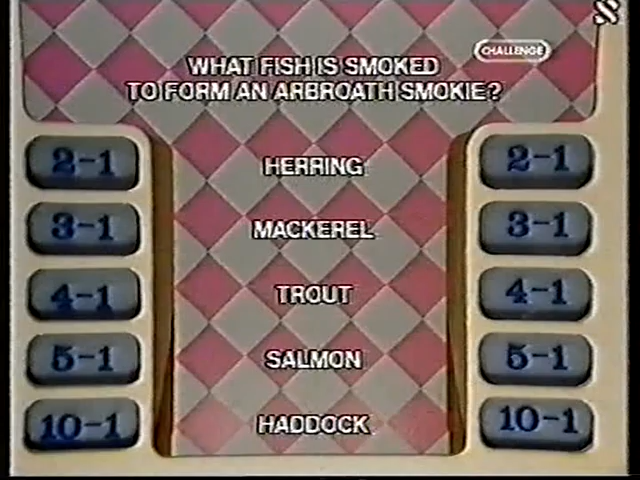 CHALLENGE
WHAT FISH IS SMOKED
TO FORM AN ARBROATH SMOKIE?
2-1 HERRING 2-1
3-1 MACKEREL 3-1
4-1 TROUT 4-1
5-1 SALMON 5-1
10-1 HADDOCK 10-1